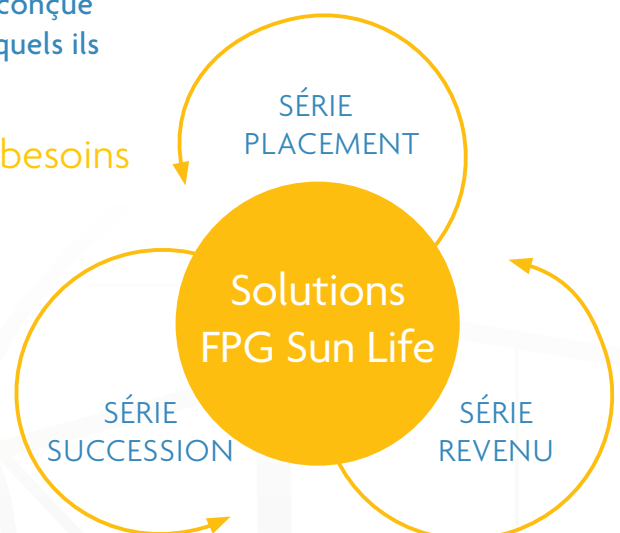 conçue
quels ils
besoins
SÉRIE
PLACEMENT
Solutions
FPG Sun Life
SÉRIE
SUCCESSION
SÉRIE
REVENU